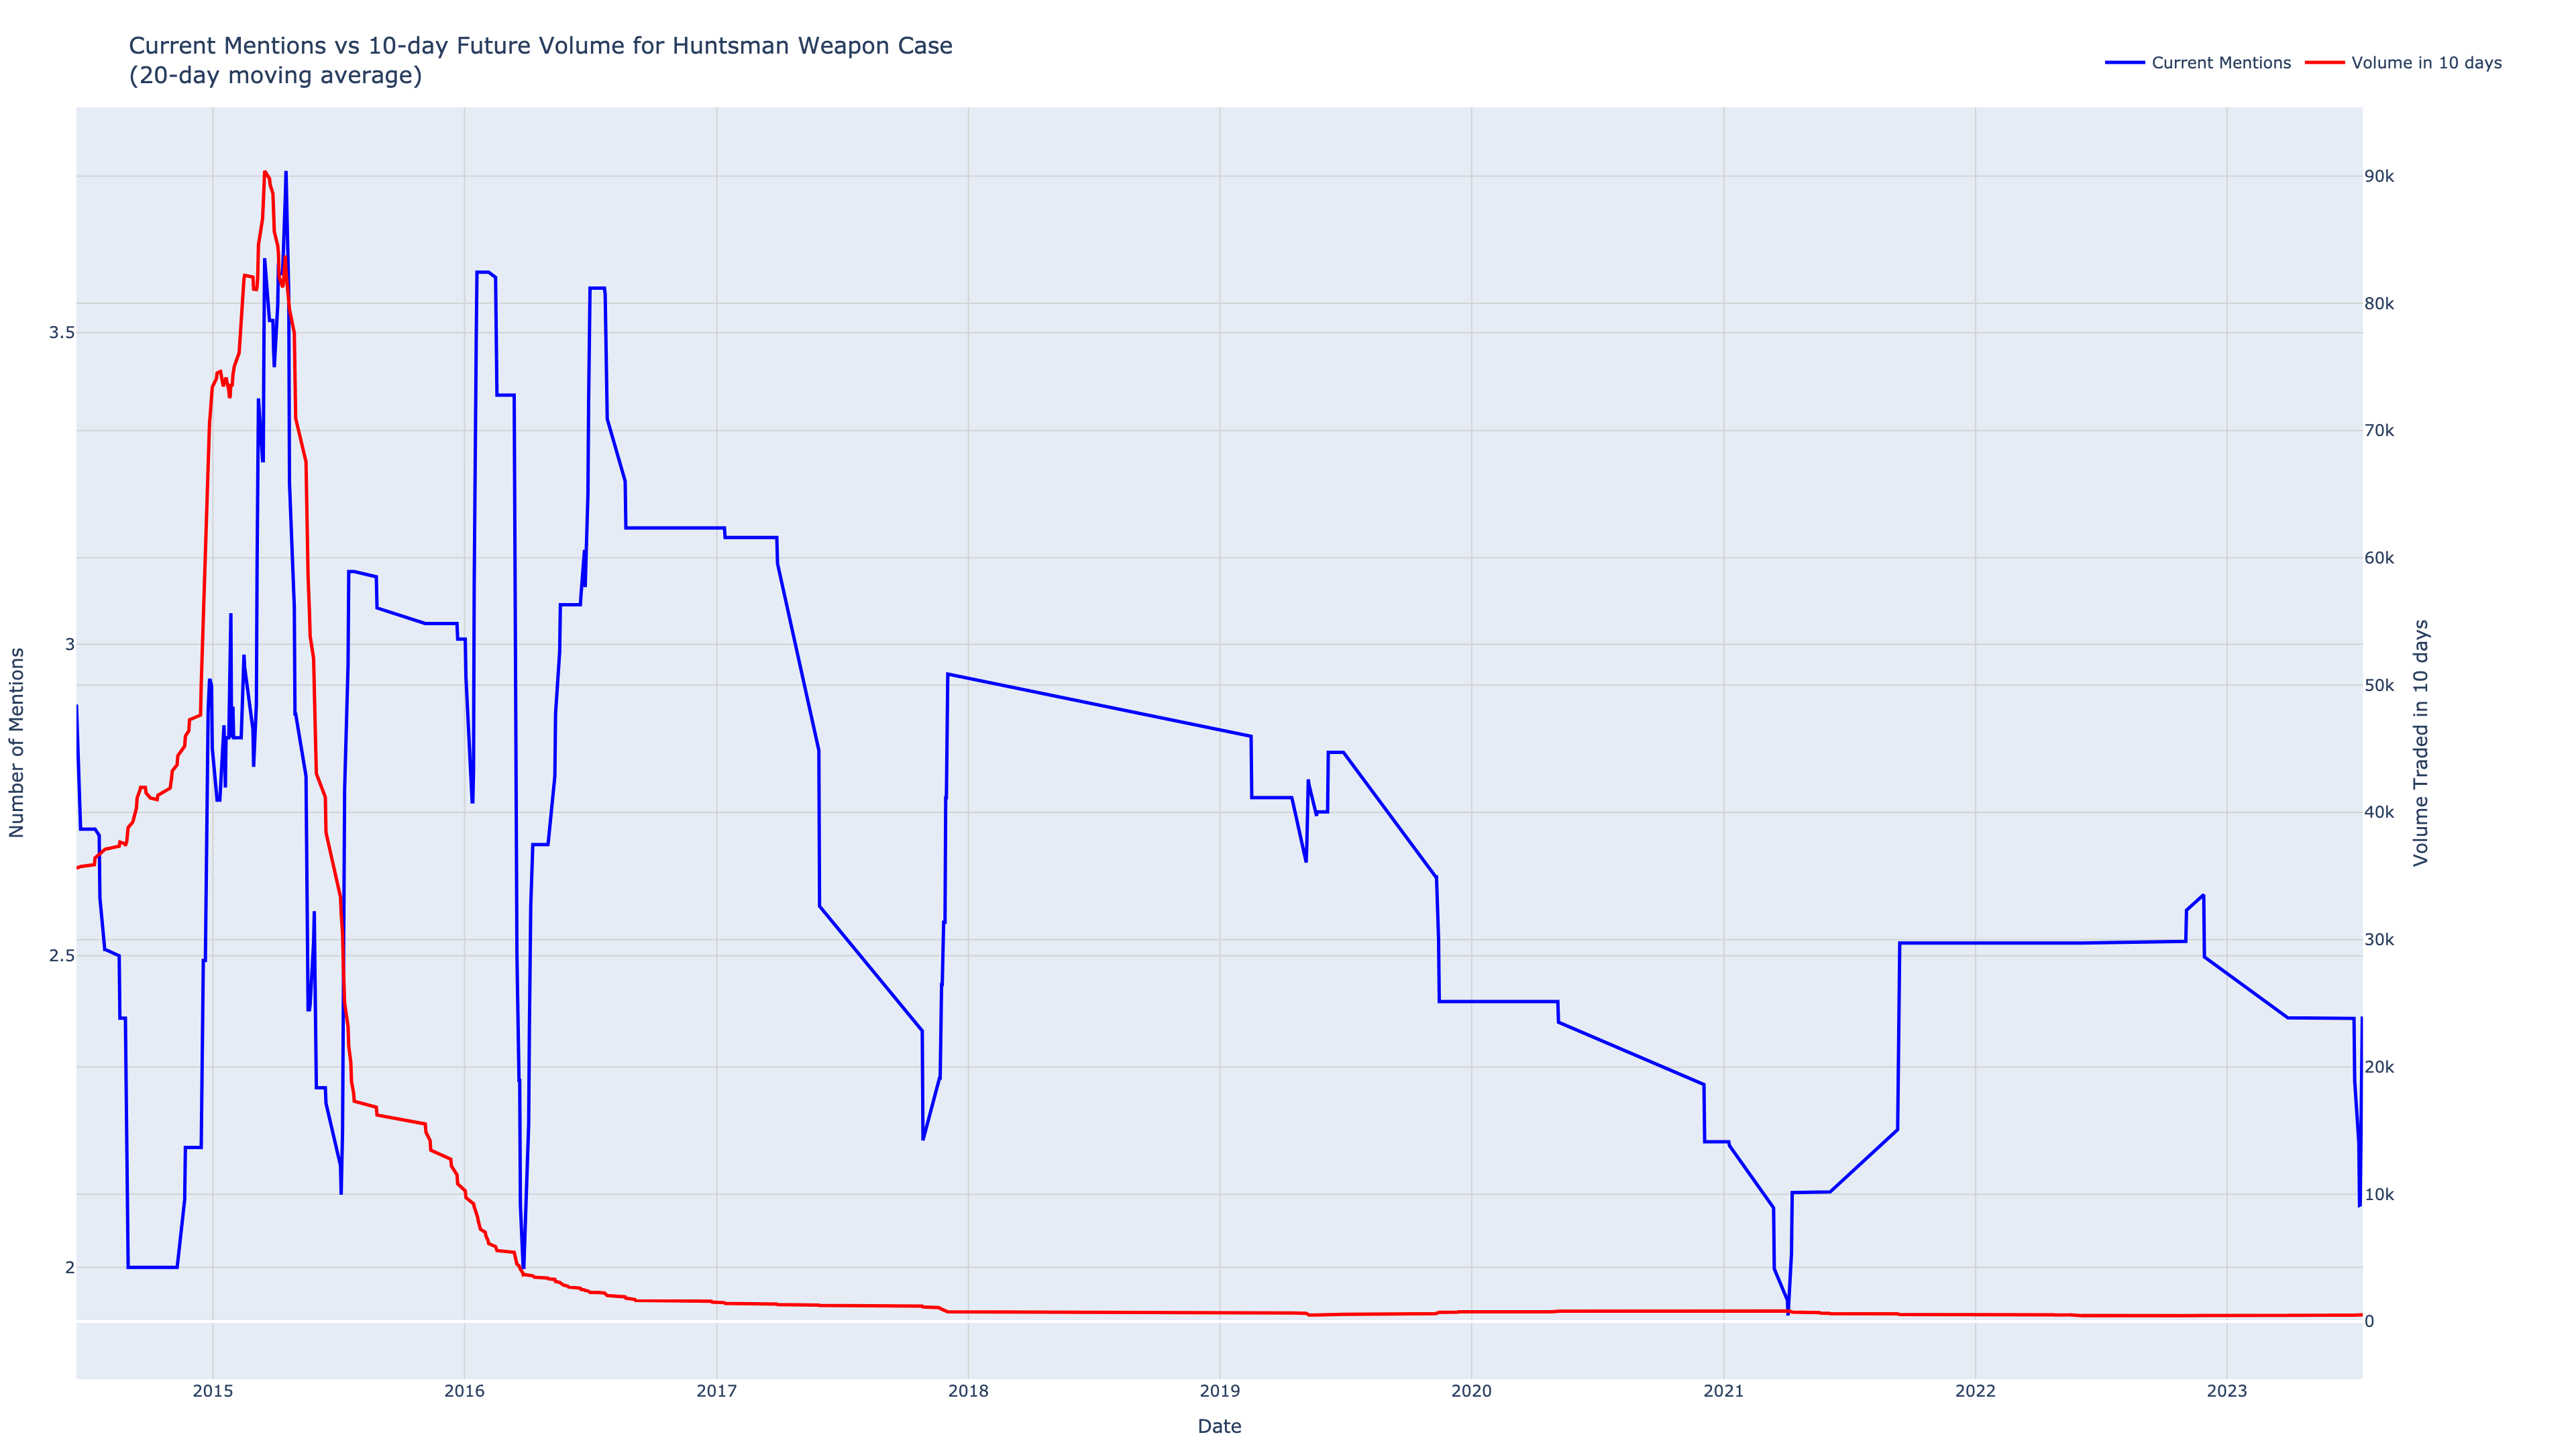 Current Mentions vs 10-day Future Volume for Huntsman Weapon Case
(20-day moving average)
Current Mentions
Volume in 10 days
3.5
3
2.5
2
Number of Mentions
90k
80k
70k
60k
50k
40k
30k
20k
10k
0
Volume Traded in 10 days
2015
2016
2017
2018
2019
2020
2021
2022
2023
Date